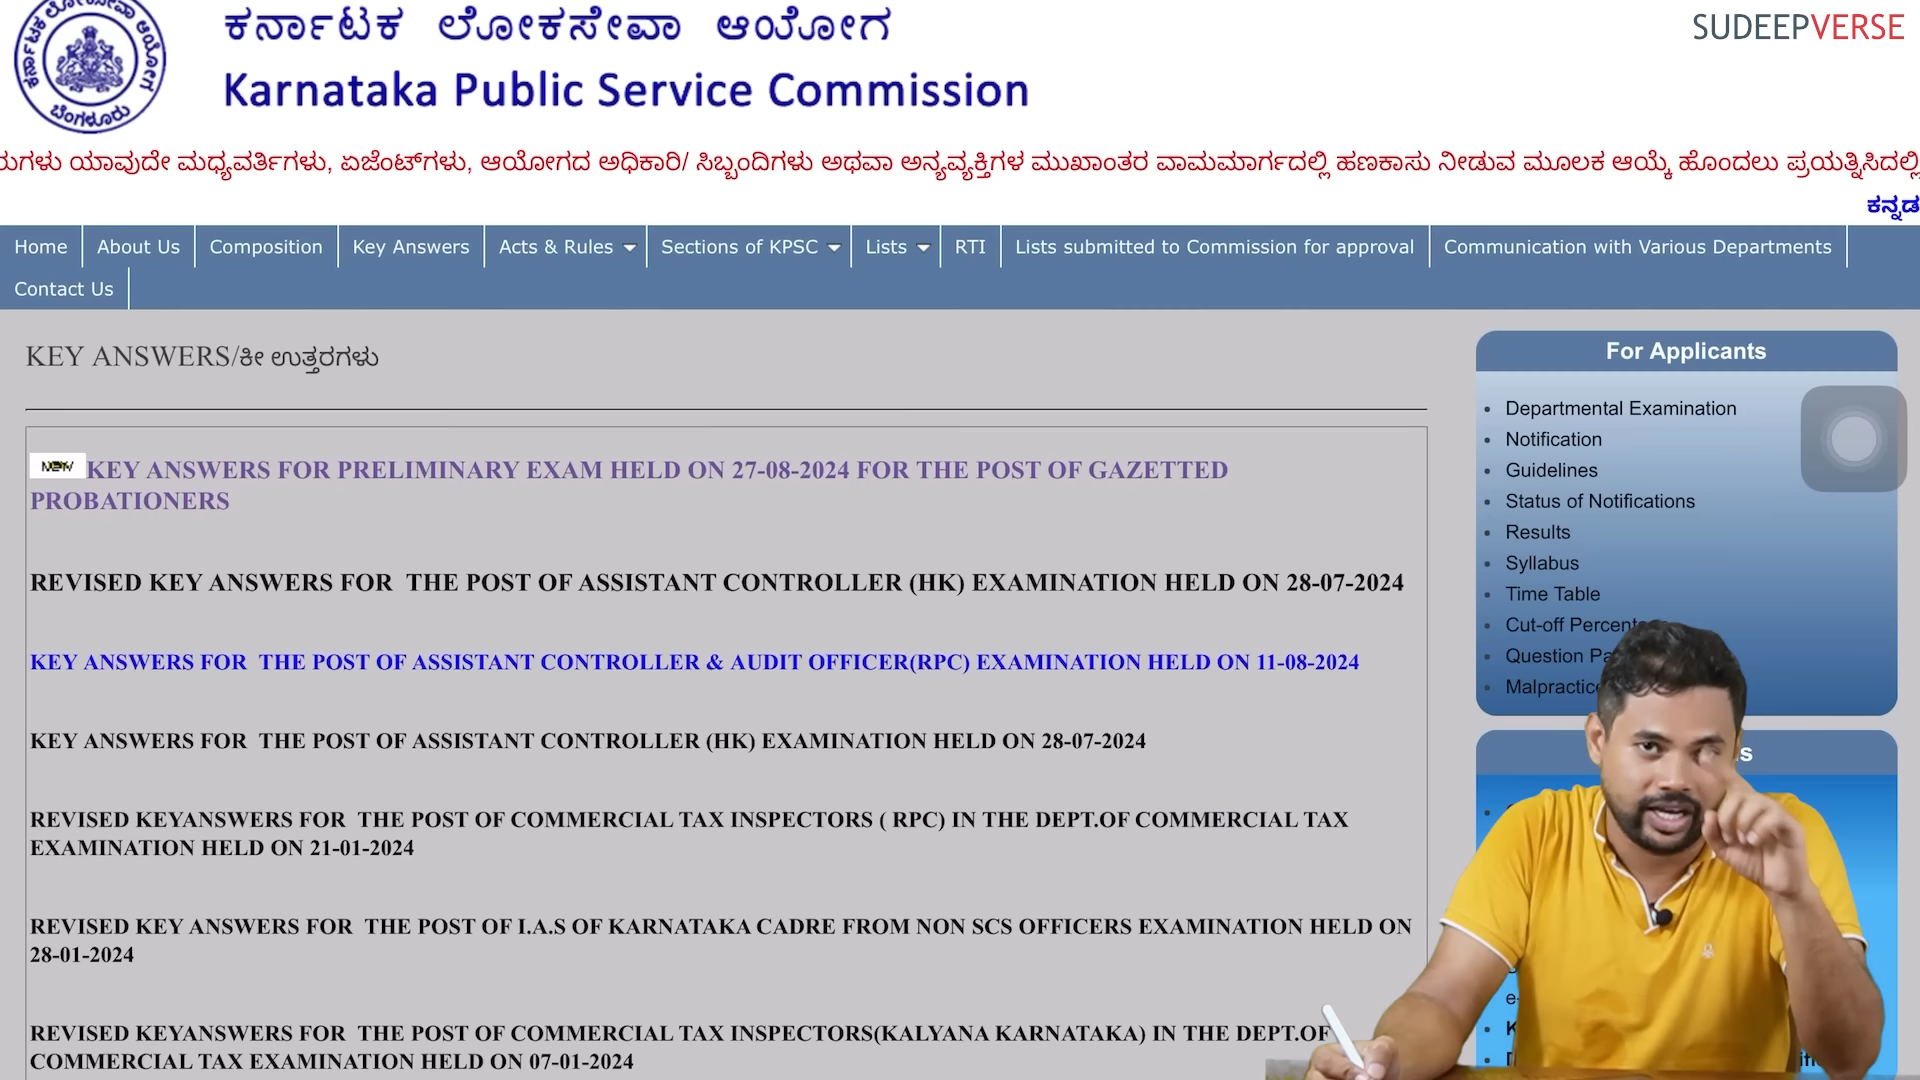 ಕರ್ನಾಟಕ ಲೋಕಸೇವಾ ಆಯೋಗ
SUDEEPVERSE
Karnataka Public Service Commission
ಬೆಂಗಳೂರು
ಯಾವುದೇ ಮಧ್ಯವರ್ತಿಗಳು, ಏಜೆಂಟ್‌ಗಳು, ಆಯೋಗದ ಅಧಿಕಾರಿ/ ಸಿಬ್ಬಂದಿಗಳು ಅಥವಾ ಅನ್ಯವ್ಯಕ್ತಿಗಳ ಮುಖಾಂತರ ವಾಮಮಾರ್ಗದಲ್ಲಿ ಹಣಕಾಸು ನೀಡುವ ಮೂಲಕ ಆಯ್ಕೆ ಹೊಂದಲು ಪ್ರಯತ್ನಿಸಿದಲ್ಲಿ
ಕನ್ನಡ
Home About Us Composition Key Answers Acts & Rules Sections of KPSC Lists RTI Lists submitted to Commission for approval Communication with Various Departments
Contact Us
KEY ANSWERS/ಕೀ ಉತ್ತರಗಳು
NEW KEY ANSWERS FOR PRELIMINARY EXAM HELD ON 27-08-2024 FOR THE POST OF GAZETTED
PROBATIONERS
REVISED KEY ANSWERS FOR THE POST OF ASSISTANT CONTROLLER (HK) EXAMINATION HELD ON 28-07-2024
KEY ANSWERS FOR THE POST OF ASSISTANT CONTROLLER & AUDIT OFFICER(RPC) EXAMINATION HELD ON 11-08-2024
KEY ANSWERS FOR THE POST OF ASSISTANT CONTROLLER (HK) EXAMINATION HELD ON 28-07-2024
REVISED KEYANSWERS FOR THE POST OF COMMERCIAL TAX INSPECTORS ( RPC) IN THE DEPT.OF COMMERCIAL TAX
EXAMINATION HELD ON 21-01-2024
REVISED KEY ANSWERS FOR THE POST OF I.A.S OF KARNATAKA CADRE FROM NON SCS OFFICERS EXAMINATION HELD ON
28-01-2024
REVISED KEYANSWERS FOR THE POST OF COMMERCIAL TAX INSPECTORS(KALYANA KARNATAKA) IN THE DEPT.OF
COMMERCIAL TAX EXAMINATION HELD ON 07-01-2024
For Applicants
Departmental Examination
Notification
Guidelines
Status of Notifications
Results
Syllabus
Time Table
Cut-off
Question